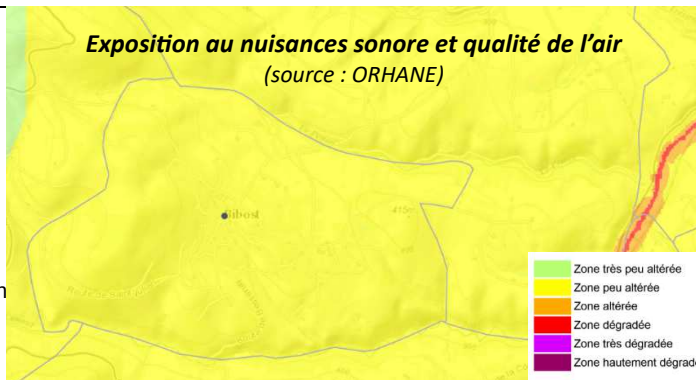 Exposition au nuisances sonore et qualité de l'air
(source : ORHANE)
Ribost
415m
n
Zone très peu altérée
Zone peu altérée
Zone altérée
Zone dégradée
Zone très dégradée
Zone hautement dégrad